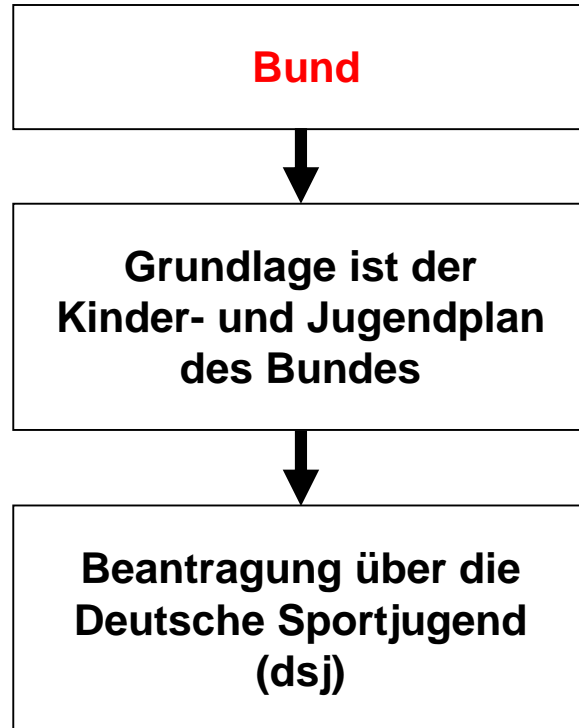 Bund
Grundlage ist der
Kinder- und Jugendplan
des Bundes
Beantragung über die
Deutsche Sportjugend
(dsj)